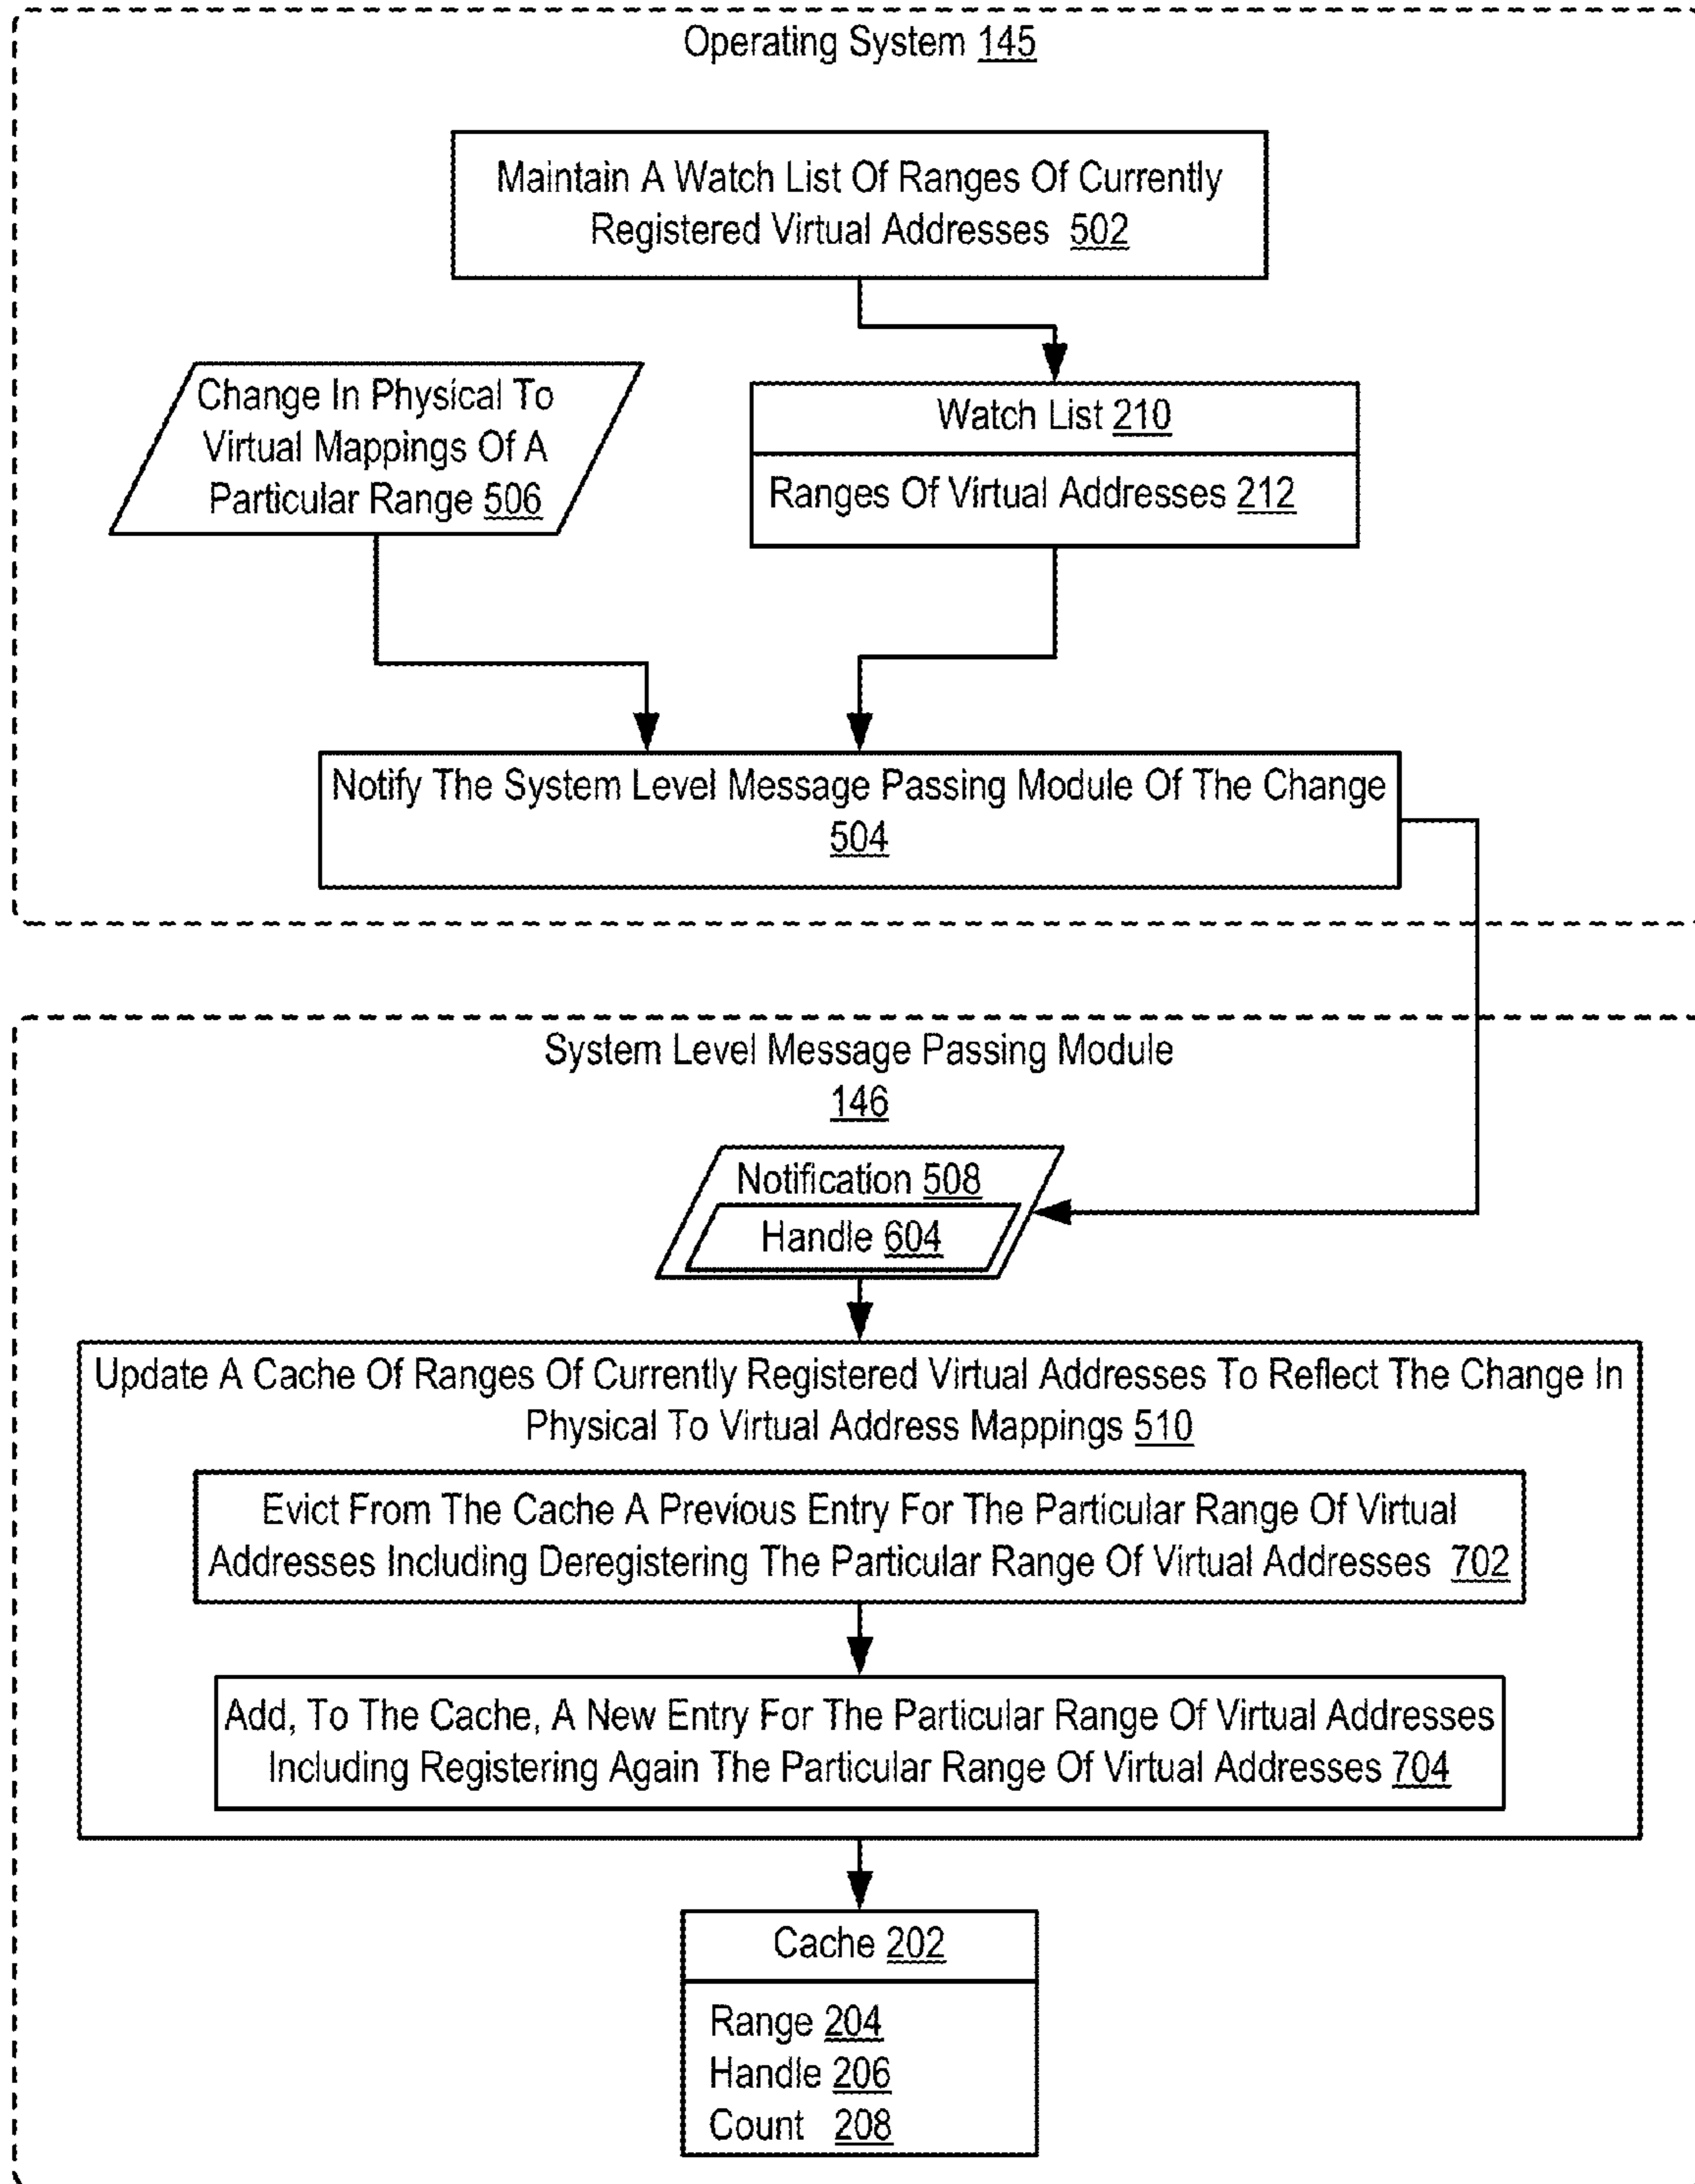 Operating System 145
Maintain A Watch List Of Ranges Of Currently
Registered Virtual Addresses 502
Change In Physical To
Virtual Mappings Of A
Particular Range 506
Watch List 210
Ranges Of Virtual Addresses 212
Notify The System Level Message Passing Module Of The Change
504
System Level Message Passing Module
146
Notification 508
Handle 604
Update A Cache Of Ranges Of Currently Registered Virtual Addresses To Reflect The Change In
Physical To Virtual Address Mappings 510
Evict From The Cache A Previous Entry For The Particular Range Of Virtual
Addresses Including Deregistering The Particular Range Of Virtual Addresses 702
Add, To The Cache, A New Entry For The Particular Range Of Virtual Addresses
Including Registering Again The Particular Range Of Virtual Addresses 704
Cache 202
Range 204
Handle 206
Count 208